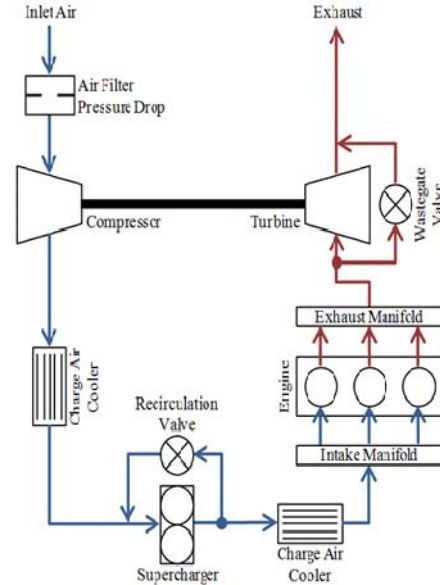 Inlet Air
Exhaust
Air Filter
Pressure Drop
Compressor
Turbine
Wastegate
Valve
Exhaust Manifold
Engine
Charge Air
Cooler
Recirculation
Valve
Intake Manifold
Supercharger
Charge Air
Cooler